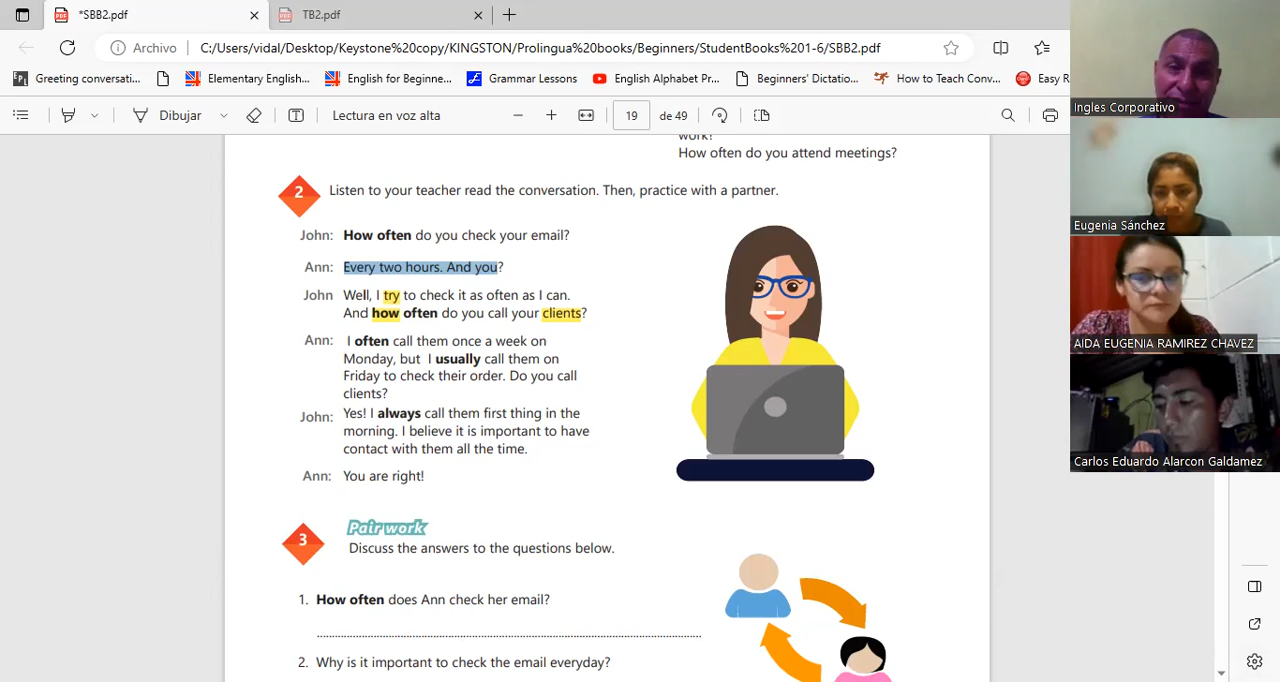 *SBB2.pdf
TB2.pdf
Archivo
C:/Users/vidal/Desktop/Keystone%20copy/KINGSTON/Prolingua%20books/Beginners/StudentBooks%201-6/SBB2.pdf
Greeting conversati...
Elementary English...
English for Beginne...
Grammar Lessons
English Alphabet Pr...
Beginners' Dictatio...
How to Teach Conv...
Easy R
Dibujar
Lectura en voz alta
19
de 49
work?
How often do you attend meetings?
2
Listen to your teacher read the conversation. Then, practice with a partner.
John: How often do you check your email?
Ann: Every two hours. And you?
John Well, I try to check it as often as I can.
And how often do you call your clients?
Ann: I often call them once a week on
Monday, but I usually call them on
Friday to check their order. Do you call
clients?
John: Yes! I always call them first thing in the
morning. I believe it is important to have
contact with them all the time.
Ann: You are right!
3
Pair work
Discuss the answers to the questions below.
1. How often does Ann check her email?
2. Why is it important to check the email everyday?
Ingles Corporativo
Eugenia Sánchez
AIDA EUGENIA RAMIREZ CHAVEZ
Carlos Eduardo Alarcon Galdamez